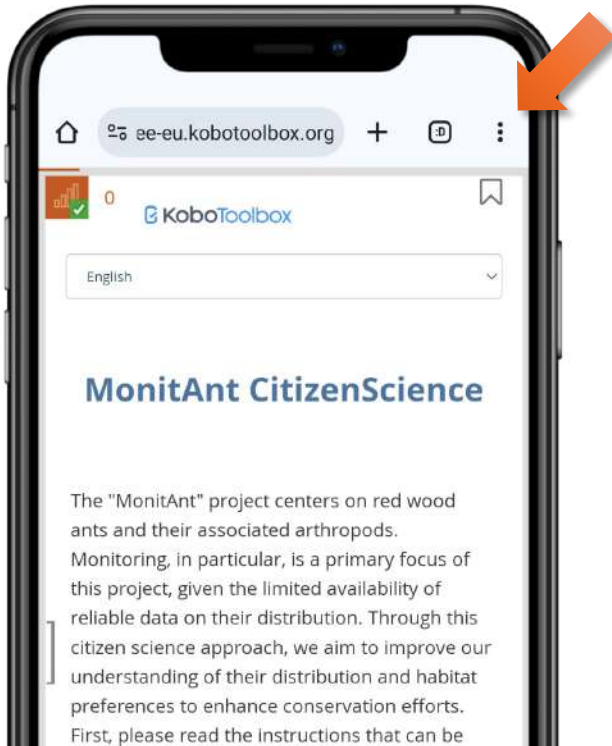 ee-eu.kobotoolbox.org
:D
0
KoboToolbox
English
MonitAnt CitizenScience
The "MonitAnt" project centers on red wood
ants and their associated arthropods.
Monitoring, in particular, is a primary focus of
this project, given the limited availability of
reliable data on their distribution. Through this
citizen science approach, we aim to improve our
understanding of their distribution and habitat
preferences to enhance conservation efforts.
First, please read the instructions that can be